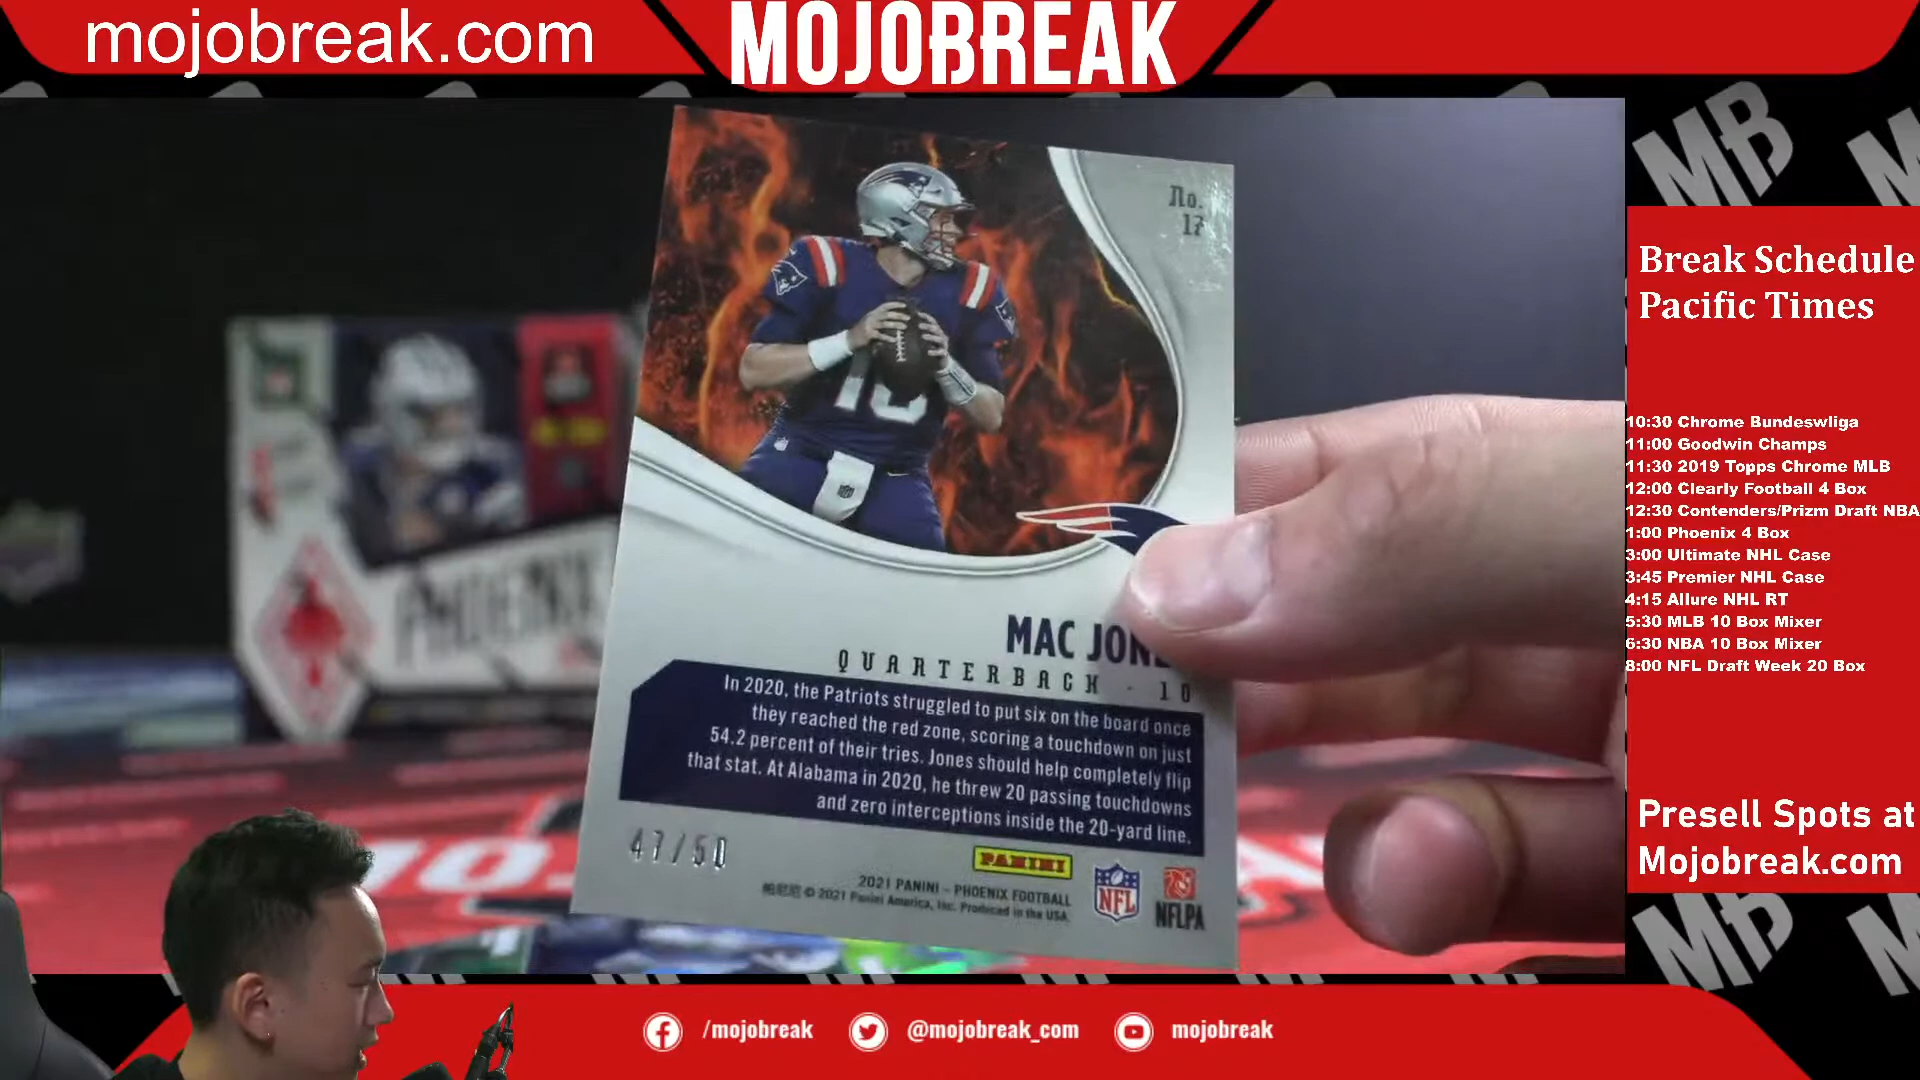 mojobreak.com
MOJOBREAK
No.
17
MAC JON
QUARTERBACK - 10
In 2020, the Patriots struggled to put six on the board once
they reached the red zone, scoring a touchdown on just
54.2 percent of their tries. Jones should help completely flip
that stat. At Alabama in 2020, he threw 20 passing touchdowns
and zero interceptions inside the 20-yard line.
47/50
PANINI
2021 PANINI - PHOENIX FOOTBALL
© 2021 Panini America, Inc. Produced in the USA.
NFL
NFLPA
PHOENIX
10
MB
Break Schedule
Pacific Times
10:30 Chrome Bundeswliga
11:00 Goodwin Champs
11:30 2019 Topps Chrome MLB
12:00 Clearly Football 4 Box
12:30 Contenders/Prizm Draft NBA
1:00 Phoenix 4 Box
3:00 Ultimate NHL Case
3:45 Premier NHL Case
4:15 Allure NHL RT
5:30 MLB 10 Box Mixer
6:30 NBA 10 Box Mixer
8:00 NFL Draft Week 20 Box
Presell Spots at
Mojobreak.com
MB
/mojobreak
@mojobreak_com
mojobreak